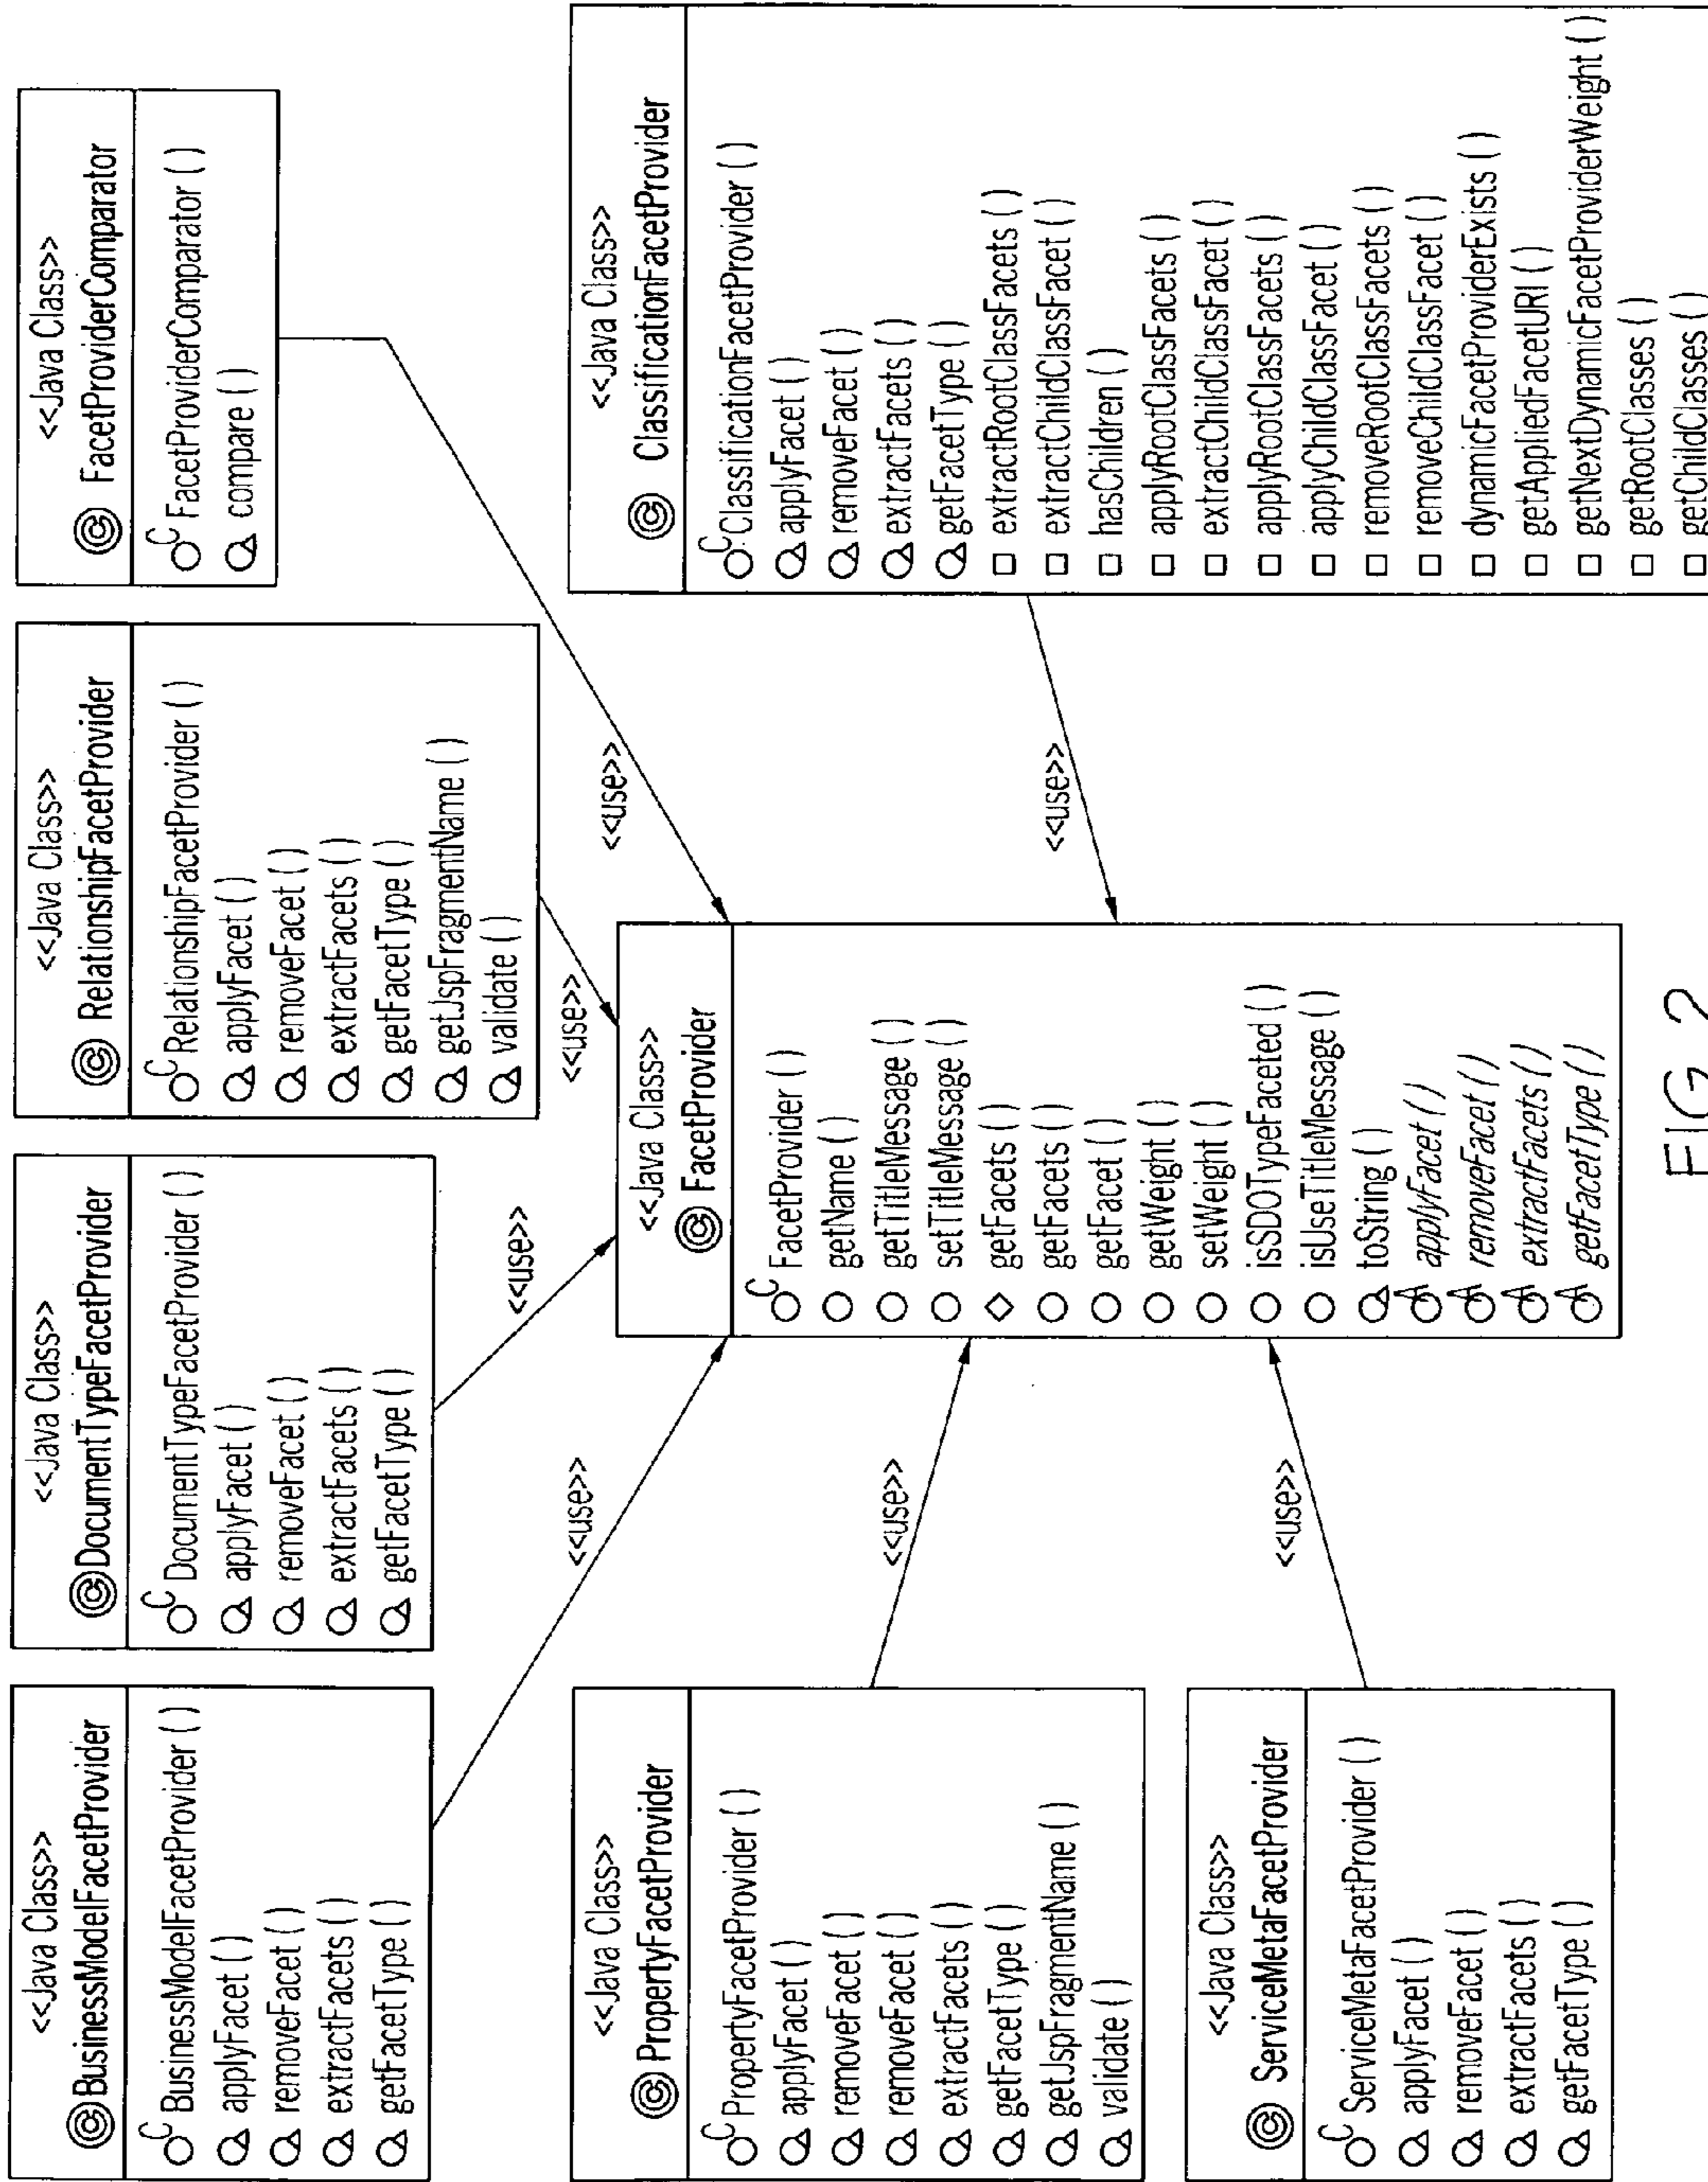 <<Java Class>>
© BusinessModelFacetProvider
C BusinessModelFacetProvider ( )
applyFacet ( )
removeFacet ( )
extractFacets ( )
getFacetType ( )
<<Java Class>>
© DocumentTypeFacetProvider
C DocumentTypeFacetProvider ( )
applyFacet ( )
removeFacet ( )
extractFacets ( )
getFacetType ( )
<<Java Class>>
© RelationshipFacetProvider
C RelationshipFacetProvider ( )
applyFacet ( )
removeFacet ( )
extractFacets ( )
getFacetType ( )
getJspFragmentName ( )
validate ( )
<<Java Class>>
© FacetProviderComparator
C FacetProviderComparator ( )
compare ( )
<<use>>
<<use>>
<<use>>
<<use>>
<<Java Class>>
© PropertyFacetProvider
C PropertyFacetProvider ( )
applyFacet ( )
removeFacet ( )
removeFacet ( )
extractFacets ( )
getFacetType ( )
getJspFragmentName ( )
validate ( )
<<use>>
<<Java Class>>
© FacetProvider
C FacetProvider ( )
getName ( )
getTitleMessage ( )
setTitleMessage ( )
getFacets ( )
getFacets ( )
getFacet ( )
getWeight ( )
setWeight ( )
isSDOTypeFaceted ( )
isUseTitleMessage ( )
toString ( )
A applyFacet ( )
A removeFacet ( )
A extractFacets ( )
A getFacetType ( )
<<use>>
<<Java Class>>
© ClassificationFacetProvider
C ClassificationFacetProvider ( )
applyFacet ( )
removeFacet ( )
extractFacets ( )
getFacetType ( )
extractRootClassFacets ( )
extractChildClassFacet ( )
hasChildren ( )
applyRootClassFacets ( )
extractChildClassFacet ( )
applyRootClassFacets ( )
applyChildClassFacet ( )
removeRootClassFacets ( )
removeChildClassFacet ( )
dynamicFacetProviderExists ( )
getAppliedFacetURI ( )
getNextDynamicFacetProviderWeight ( )
getRootClasses ( )
getChildClasses ( )
<<Java Class>>
© ServiceMetaFacetProvider
C ServiceMetaFacetProvider ( )
applyFacet ( )
removeFacet ( )
extractFacets ( )
getFacetType ( )
<<use>>
FIG. 2